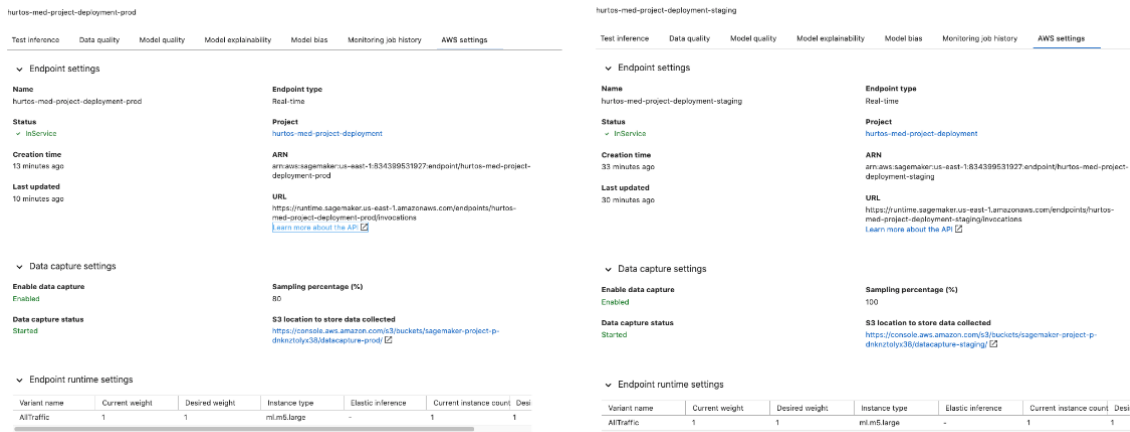 hurtos-med-project-deployment-prod
Test inference Data quality Model quality Model explainability Model bias Monitoring job history AWS settings
Endpoint settings
Name
hurtos-med-project-deployment-prod
Endpoint type
Real-time
Status
InService
Project
hurtos-med-project-deployment
Creation time
13 minutes ago
ARN
arn:aws:sagemaker:us-east-1:834399531927:endpoint/hurtos-med-project-
deployment-prod
Last updated
10 minutes ago
URL
https://runtime.sagemaker.us-east-1.amazonaws.com/endpoints/hurtos-
med-project-deployment-prod/invocations
Learn more about the API
Data capture settings
Enable data capture
Enabled
Sampling percentage (%)
80
Data capture status
Started
S3 location to store data collected
https://console.aws.amazon.com/s3/buckets/sagemaker-project-p-
dnknztolyx38/datacapture-prod/
Endpoint runtime settings
Variant name Current weight Desired weight Instance type Elastic inference Current instance count Desi
AllTraffic 1 1 ml.m5.large - 1 1
hurtos-med-project-deployment-staging
Test inference Data quality Model quality Model explainability Model bias Monitoring job history AWS settings
Endpoint settings
Name
hurtos-med-project-deployment-staging
Endpoint type
Real-time
Status
InService
Project
hurtos-med-project-deployment
Creation time
33 minutes ago
ARN
arn:aws:sagemaker:us-east-1:834399531927:endpoint/hurtos-med-project-
deployment-staging
Last updated
30 minutes ago
URL
https://runtime.sagemaker.us-east-1.amazonaws.com/endpoints/hurtos-
med-project-deployment-staging/invocations
Learn more about the API
Data capture settings
Enable data capture
Enabled
Sampling percentage (%)
100
Data capture status
Started
S3 location to store data collected
https://console.aws.amazon.com/s3/buckets/sagemaker-project-p-
dnknztolyx38/datacapture-staging/
Endpoint runtime settings
Variant name Current weight Desired weight Instance type Elastic inference Current instance count Desi
AllTraffic 1 1 ml.m5.large - 1 1